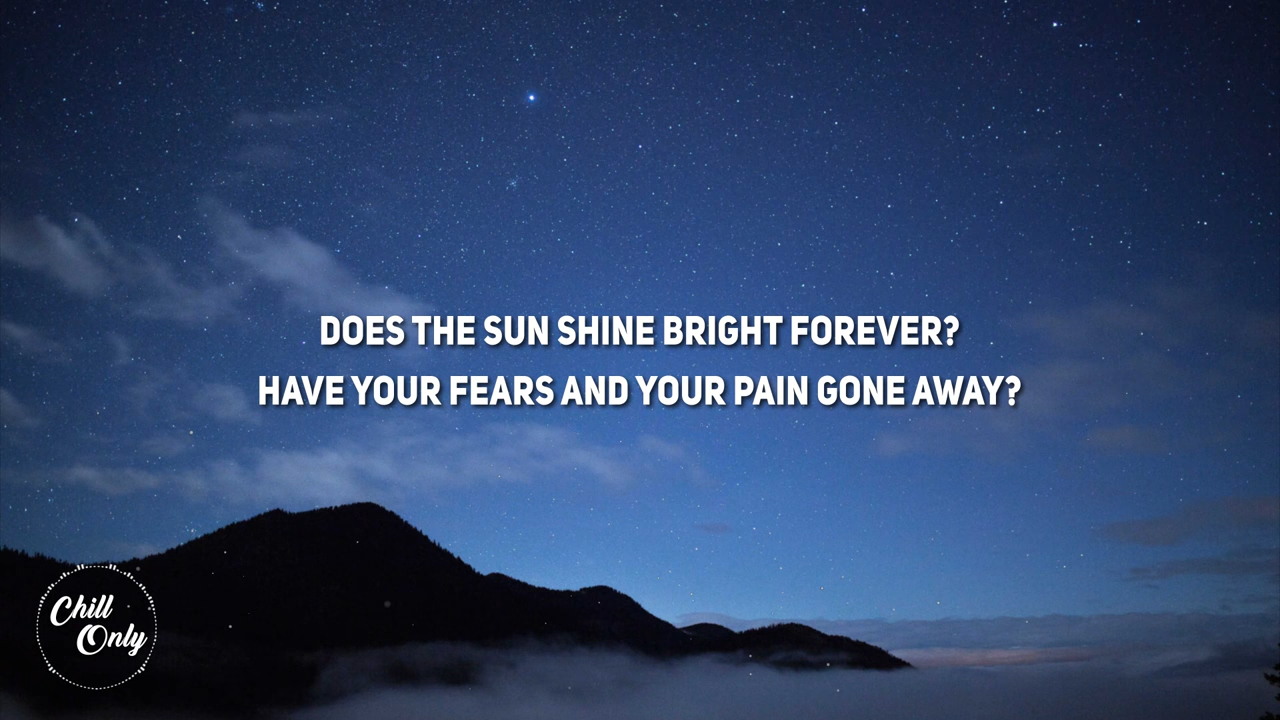 DOES THE SUN SHINE BRIGHT FOREVER?
HAVE YOUR FEARS AND YOUR PAIN GONE AWAY?
Chill
Only